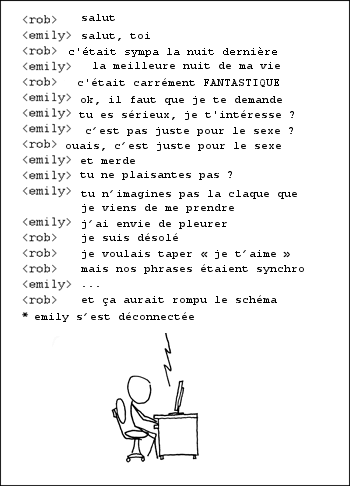 <rob> salut
<emily> salut, toi
<rob> c'était sympa la nuit dernière
<emily> la meilleure nuit de ma vie
<rob> c'était carrément FANTASTIQUE
<emily> ok, il faut que je te demande
<emily> tu es sérieux, je t'intéresse ?
<emily> c’est pas juste pour le sexe ?
<rob> ouais, c’est juste pour le sexe
<emily> et merde
<emily> tu ne plaisantes pas ?
<emily> tu n’imagines pas la claque que
je viens de me prendre
<emily> j’ai envie de pleurer
<rob> je suis désolé
<rob> je voulais taper « je t’aime »
<rob> mais nos phrases étaient synchro
<emily> ...
<rob> et ça aurait rompu le schéma
* emily s’est déconnectée